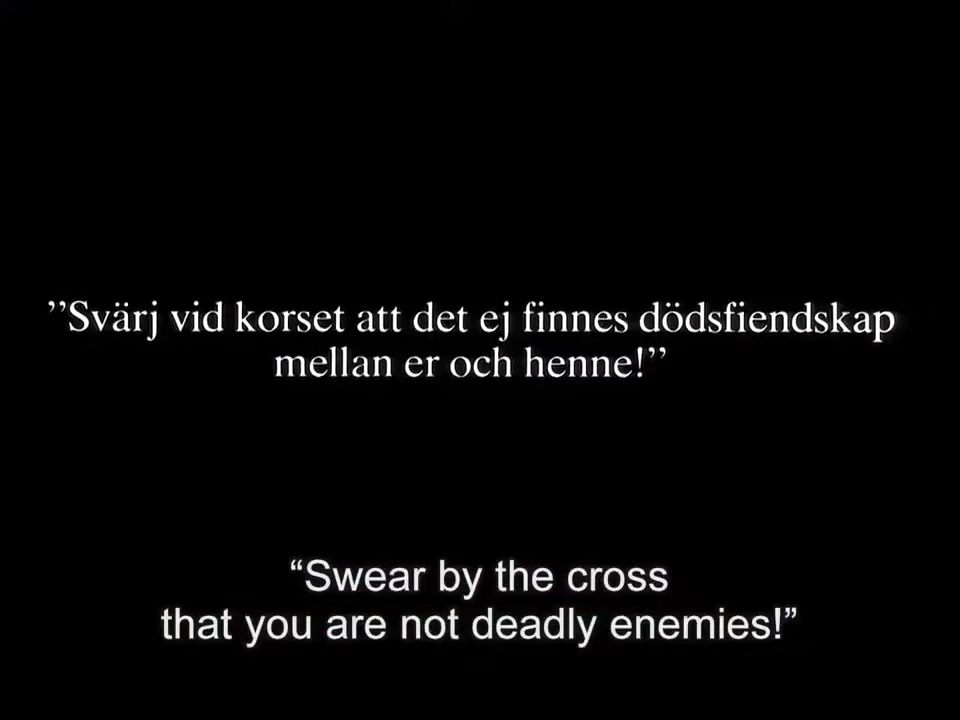 ”Svärj vid korset att det ej finnes dödsfiendskap
mellan er och henne!”
“Swear by the cross
that you are not deadly enemies!”